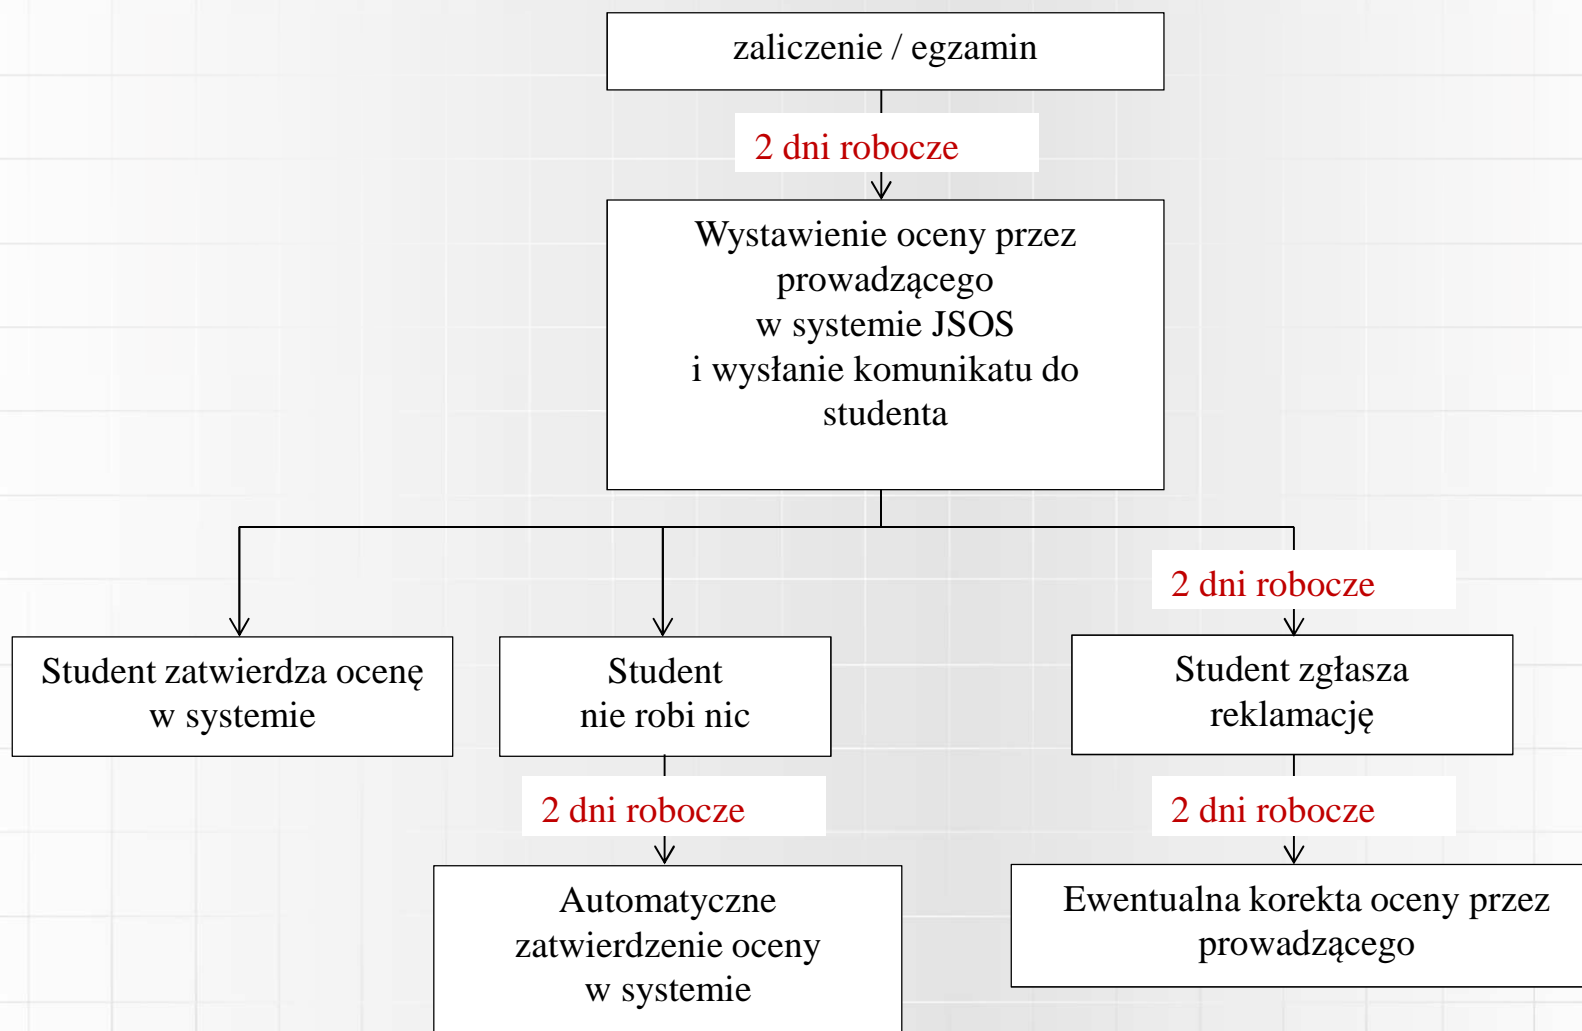 zaliczenie / egzamin
2 dni robocze
Wystawienie oceny przez
prowadzącego
w systemie JSOS
i wysłanie komunikatu do
studenta
2 dni robocze
Student zatwierdza ocenę
w systemie
Student
nie robi nic
Student zgłasza
reklamację
2 dni robocze
2 dni robocze
Automatyczne
zatwierdzenie oceny
w systemie
Ewentualna korekta oceny przez
prowadzącego